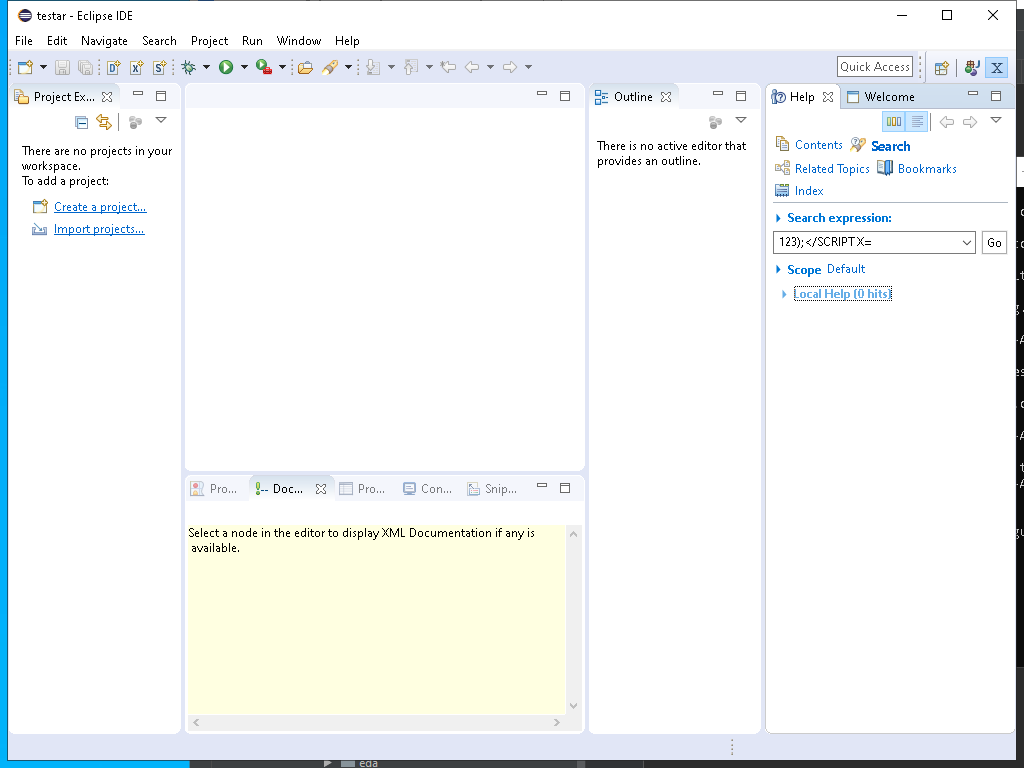 testar - Eclipse IDE
File Edit Navigate Search Project Run Window Help
Quick Access
Project Ex...
There are no projects in your
workspace.
To add a project:
Create a project...
Import projects...
Outline
There is no active editor that
provides an outline.
Help
Welcome
Contents
Search
Related Topics
Bookmarks
Index
Search expression:
123);</SCRIPT X=
Go
Scope Default
Local Help (0 hits)
Pro...
Doc...
Pro...
Con...
Snip...
Select a node in the editor to display XML Documentation if any is
available.
eda